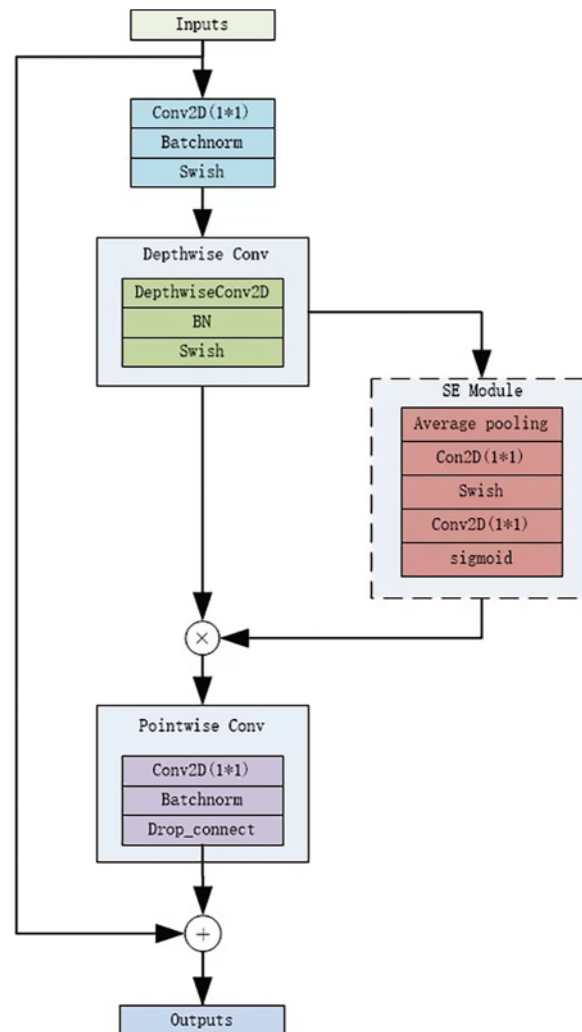 Inputs
Conv2D(1*1)
Batchnorm
Swish
Depthwise Conv
DepthwiseConv2D
BN
Swish
SE Module
Average pooling
Con2D(1*1)
Swish
Conv2D(1*1)
sigmoid
×
Pointwise Conv
Conv2D(1*1)
Batchnorm
Drop_connect
+
Outputs